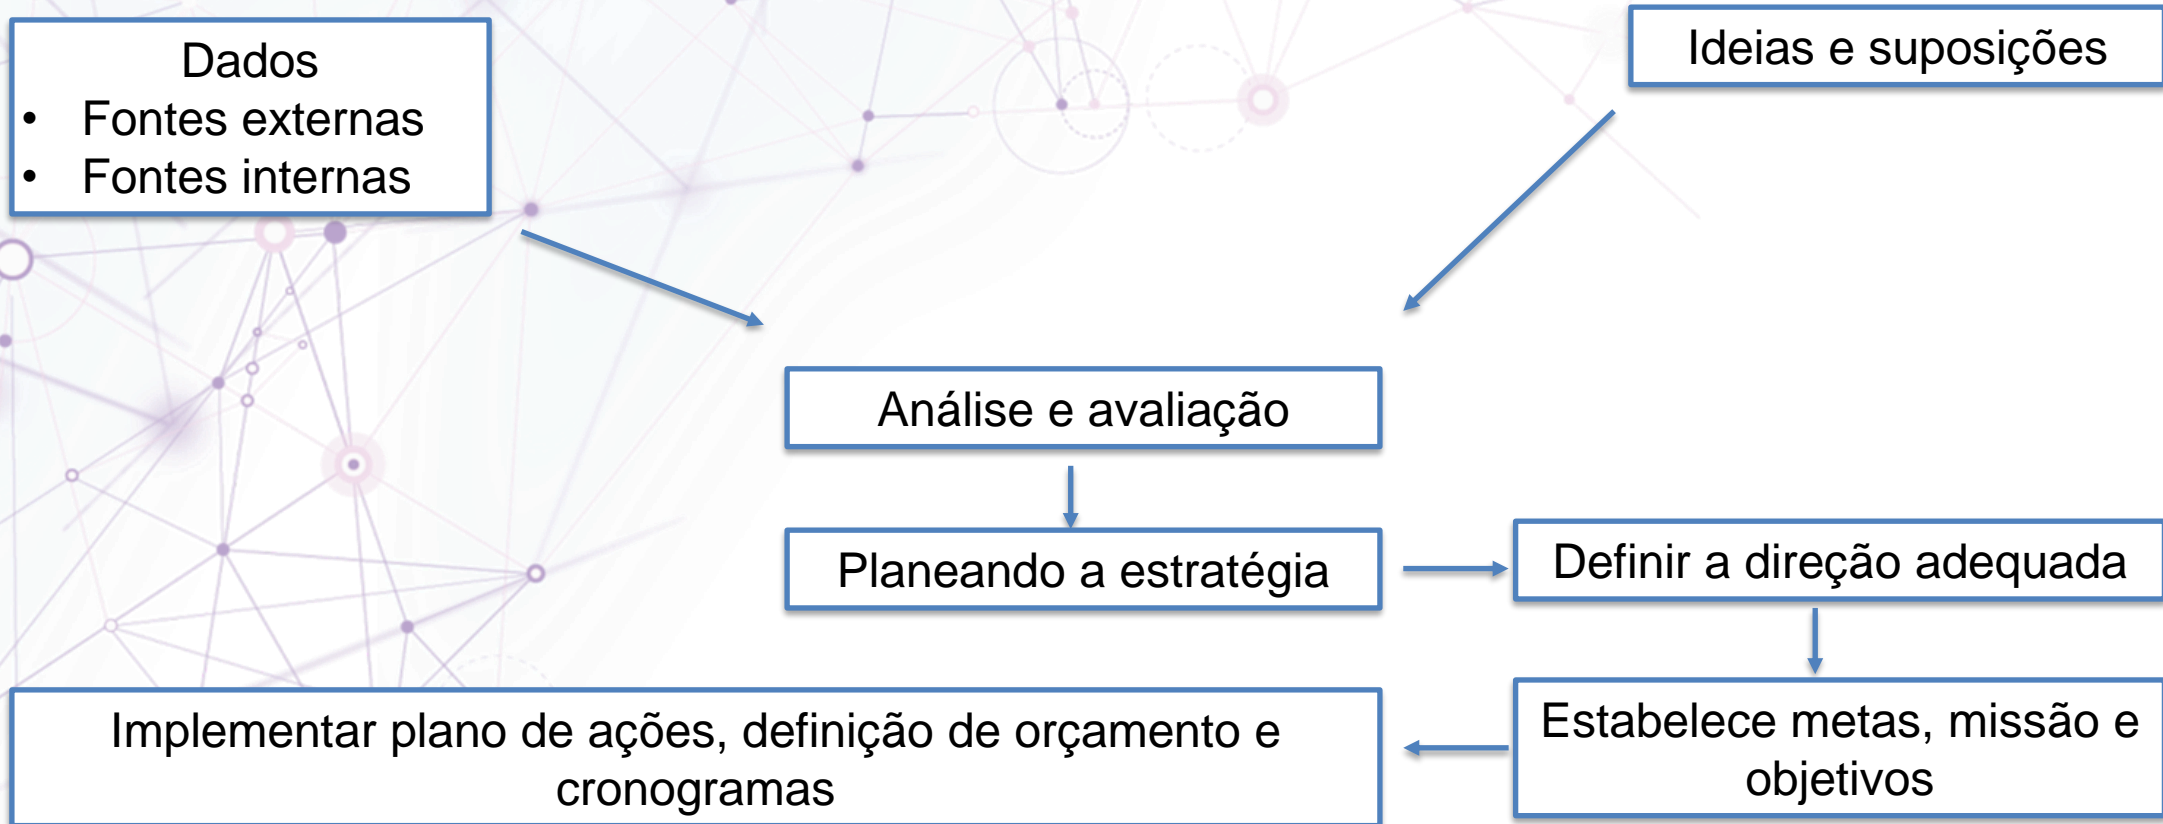 Dados
• Fontes externas
• Fontes internas
Ideias e suposições
Análise e avaliação
Planeando a estratégia
Definir a direção adequada
Estabelece metas, missão e
objetivos
Implementar plano de ações, definição de orçamento e
cronogramas